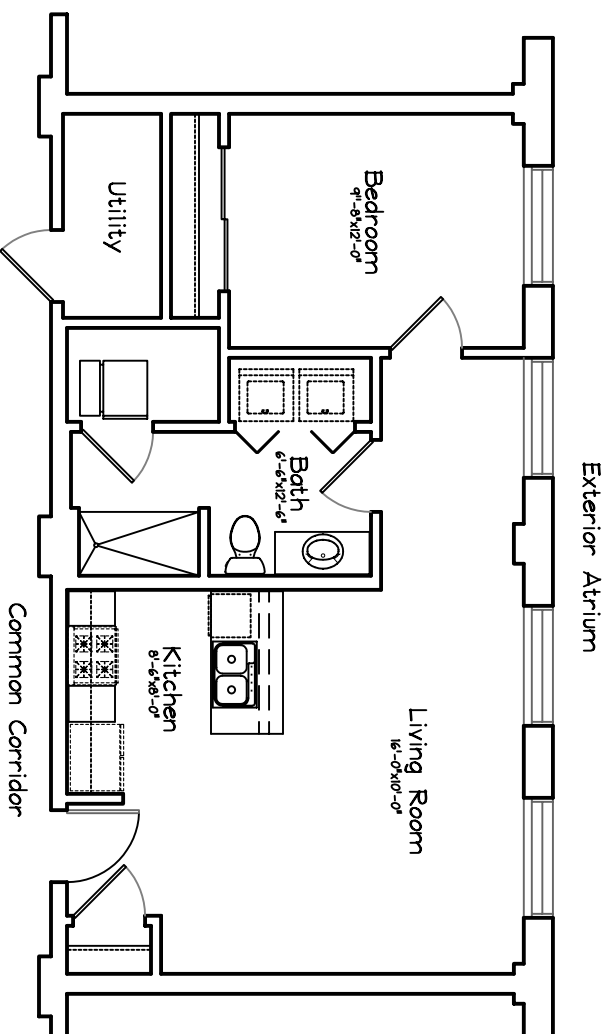 Exterior Atrium
Bedroom
9'-8"x12'-0"
Utility
Bath
6'-6"x12'-6"
Living Room
16'-0"x10'-0"
Kitchen
8'-6"x8'-0"
Common Corridor